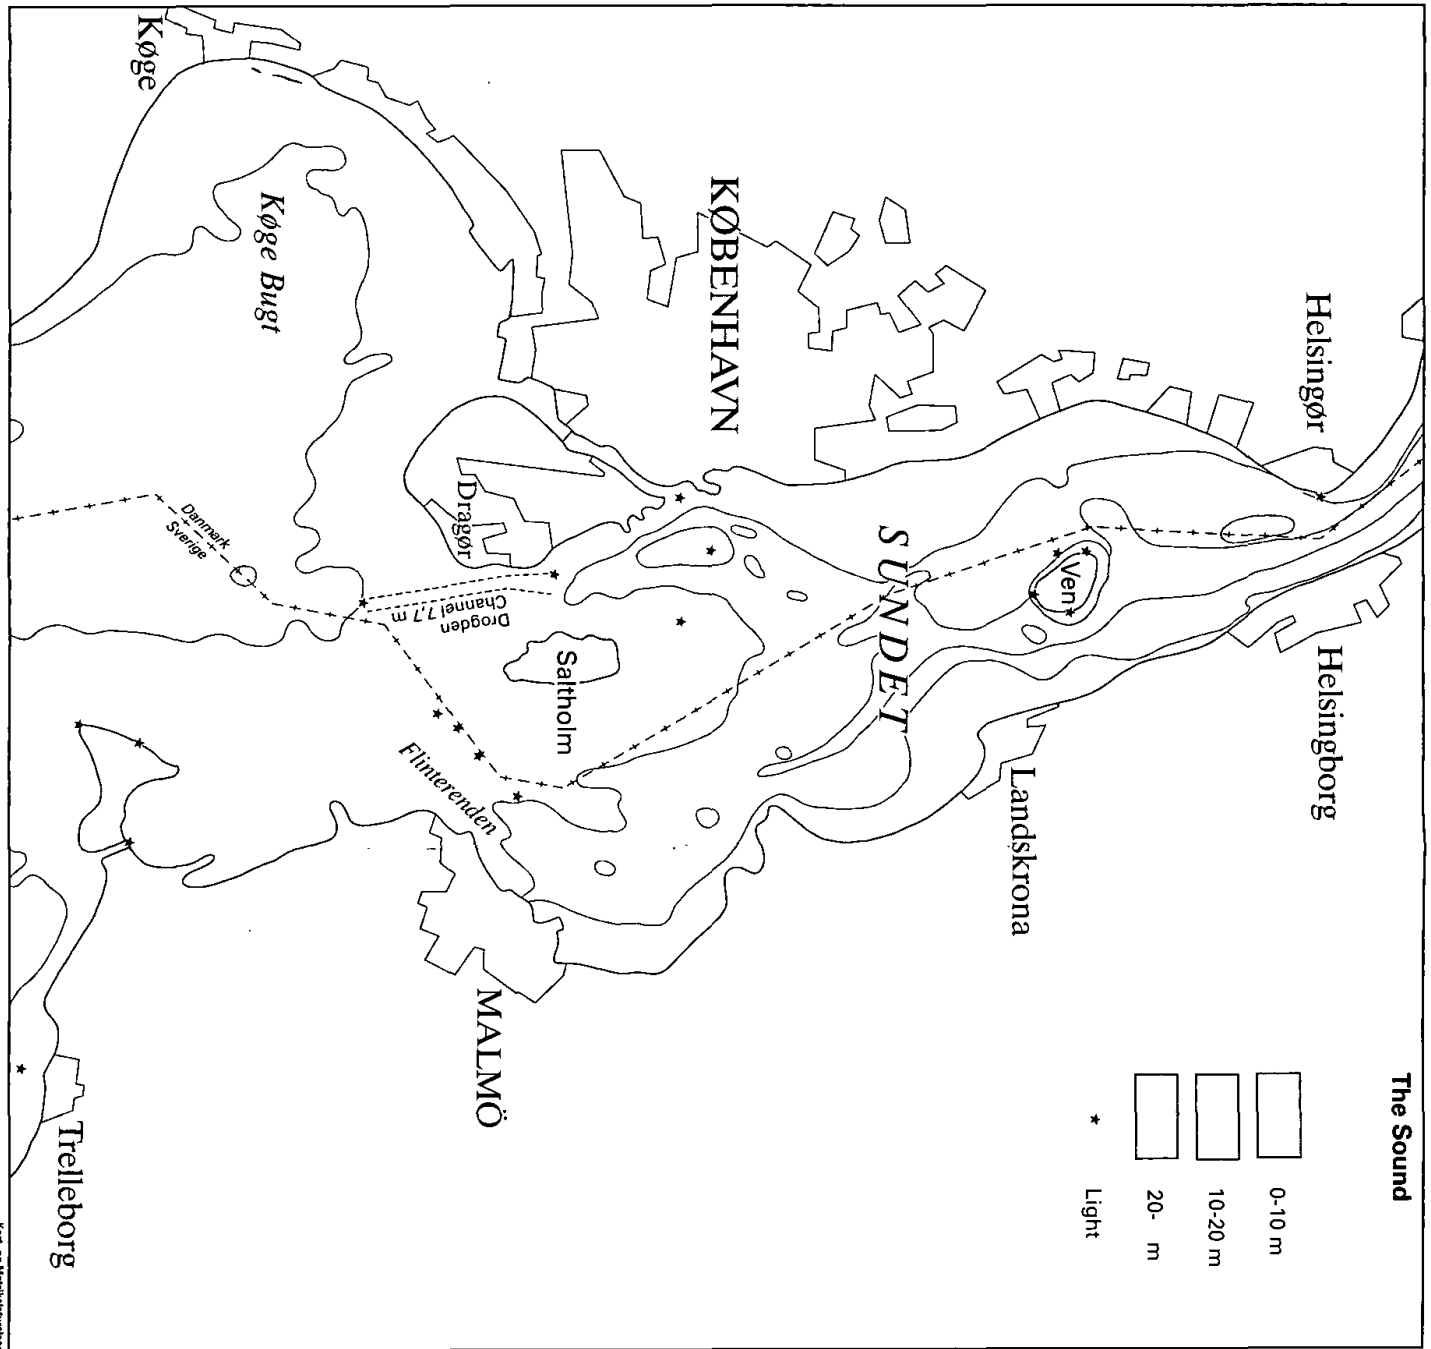 The Sound
0-10 m
10-20 m
20- m
Light
Helsingør
Helsingborg
Ven
Landskrona
SUNDET
KØBENHAVN
Saltholm
Dragør
Drogden
Channel 7,7 m
Flinterenden
MALMÖ
Køge Bugt
Danmark
Sverige
Køge
Trelleborg